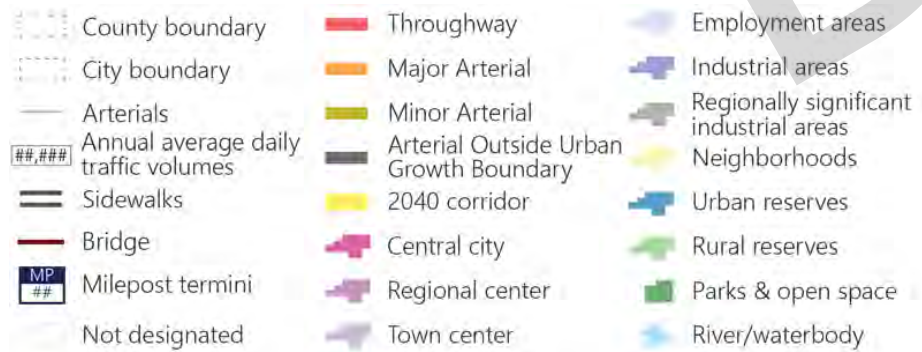 County boundary
City boundary
Arterials
##,###
Annual average daily
traffic volumes
Sidewalks
Bridge
MP
##
Milepost termini
Not designated
Throughway
Major Arterial
Minor Arterial
Arterial Outside Urban
Growth Boundary
2040 corridor
Central city
Regional center
Town center
Employment areas
Industrial areas
Regionally significant
industrial areas
Neighborhoods
Urban reserves
Rural reserves
Parks & open space
River/waterbody